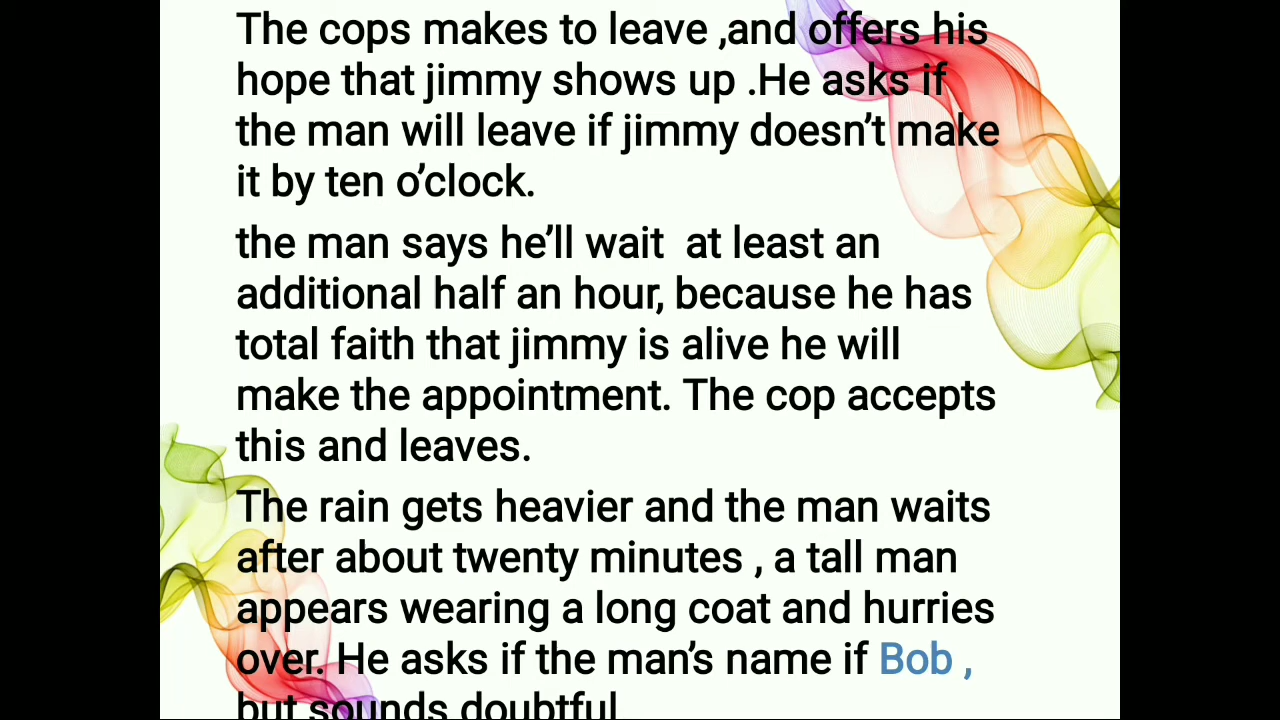 The cops makes to leave ,and offers his
hope that jimmy shows up .He asks if
the man will leave if jimmy doesn't make
it by ten o'clock.
the man says he'll wait  at least an
additional half an hour, because he has
total faith that jimmy is alive he will
make the appointment. The cop accepts
this and leaves.
The rain gets heavier and the man waits
after about twenty minutes , a tall man
appears wearing a long coat and hurries
over. He asks if the man's name if Bob ,
but sounds doubtful